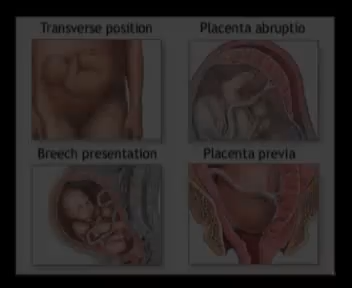 Transverse position
Placenta abruptio
Breech presentation
Placenta previa